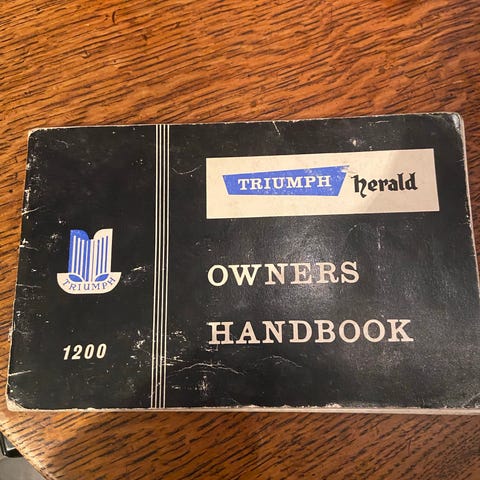 TRIUMPH herald
OWNERS
HANDBOOK
TRIUMPH
1200